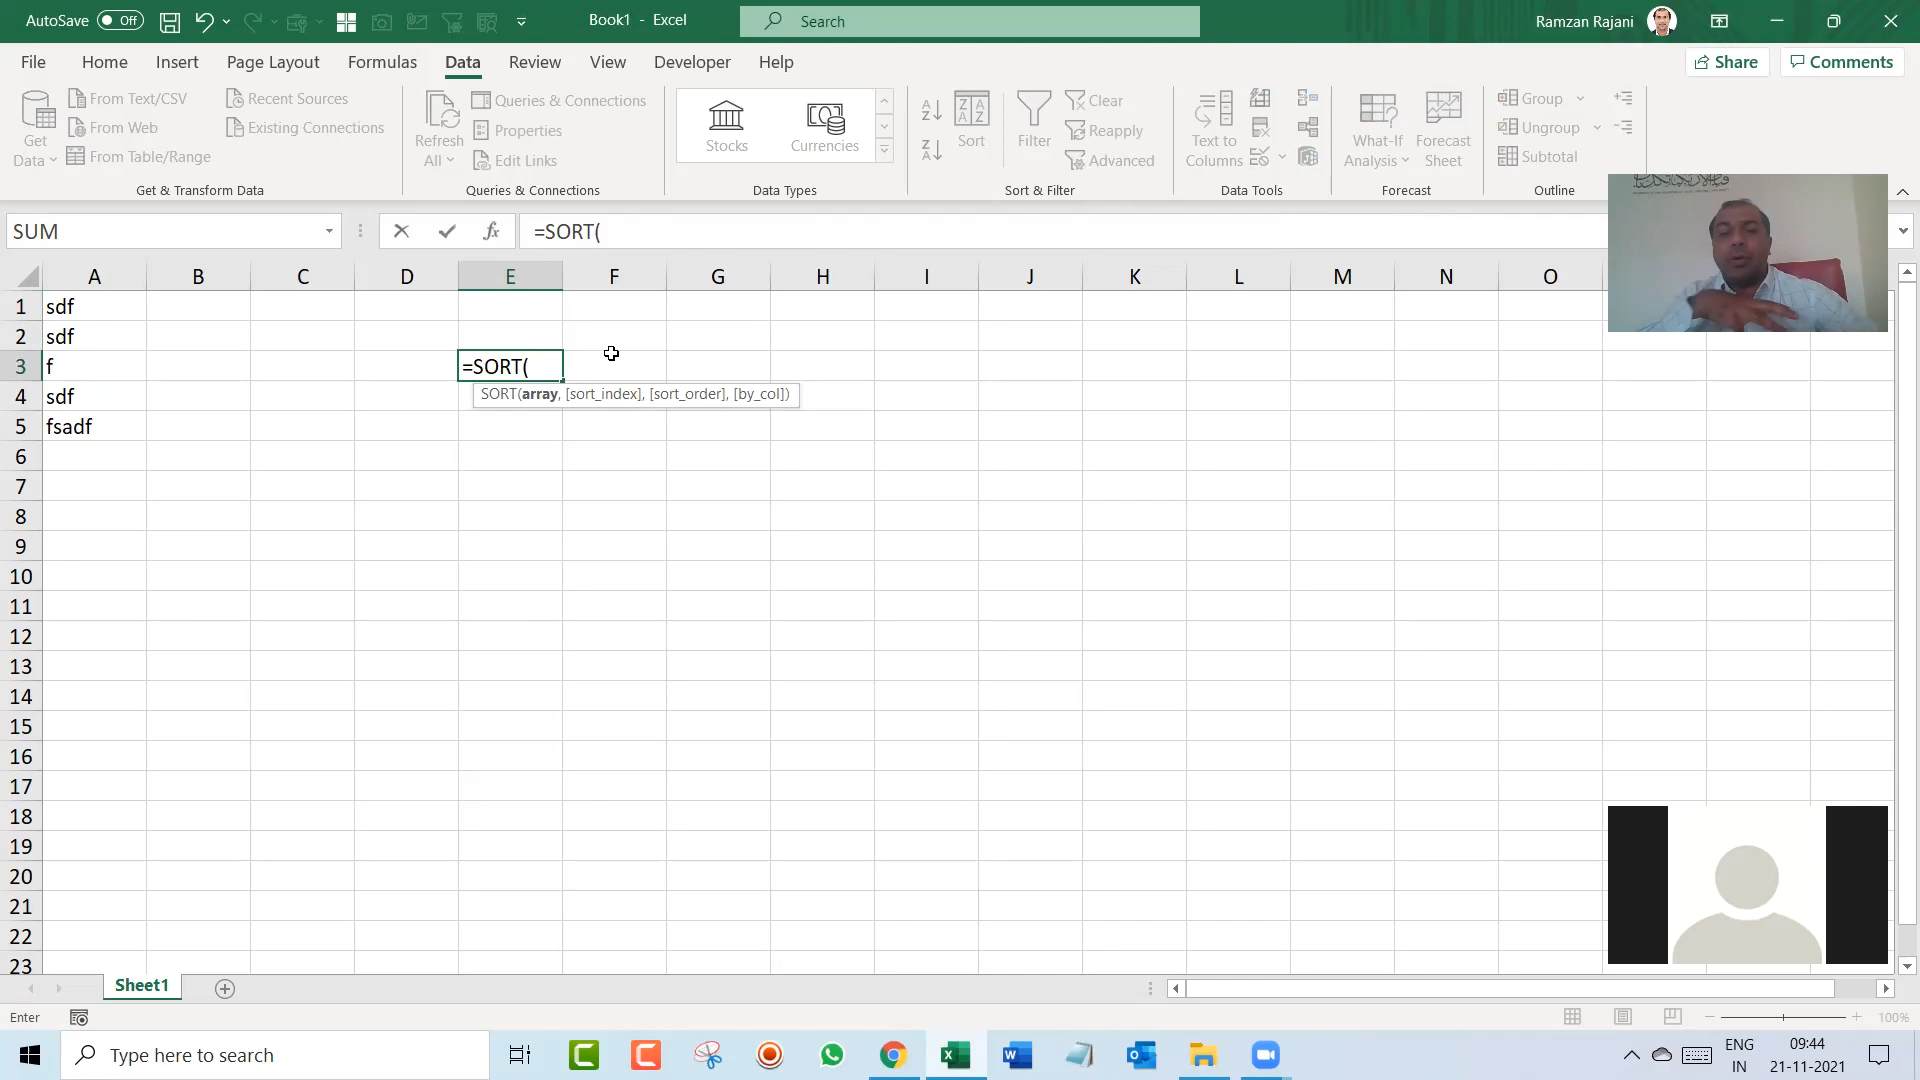 AutoSave Off Book1 - Excel Search Ramzan Rajani
File Home Insert Page Layout Formulas Data Review View Developer Help Share Comments
Get Data
From Text/CSV
From Web
From Table/Range
Recent Sources
Existing Connections
Get & Transform Data
Refresh All
Queries & Connections
Properties
Edit Links
Queries & Connections
Stocks
Currencies
Data Types
Sort
Filter
Clear
Reapply
Advanced
Sort & Filter
Text to Columns
Data Tools
What-If Analysis
Forecast Sheet
Forecast
Group
Ungroup
Subtotal
Outline
SUM fx =SORT(
A B C D E F G H I J K L M N O
1 sdf
2 sdf
3 f =SORT(
SORT(array, [sort_index], [sort_order], [by_col])
4 sdf
5 fsadf
6
7
8
9
10
11
12
13
14
15
16
17
18
19
20
21
22
23
Sheet1
Enter 100%
Type here to search
ENG
IN
09:44
21-11-2021